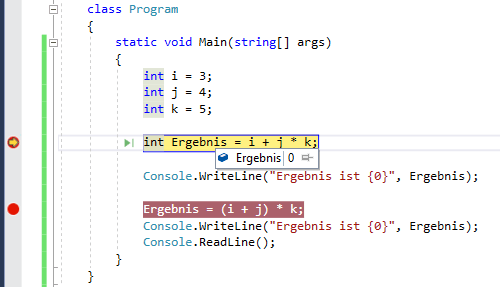 class Program
{
static void Main(string[] args)
{
int i = 3;
int j = 4;
int k = 5;
int Ergebnis = i + j * k;
Ergebnis 0
Console.WriteLine("Ergebnis ist {0}", Ergebnis);
Ergebnis = (i + j) * k;
Console.WriteLine("Ergebnis ist {0}", Ergebnis);
Console.ReadLine();
}
}